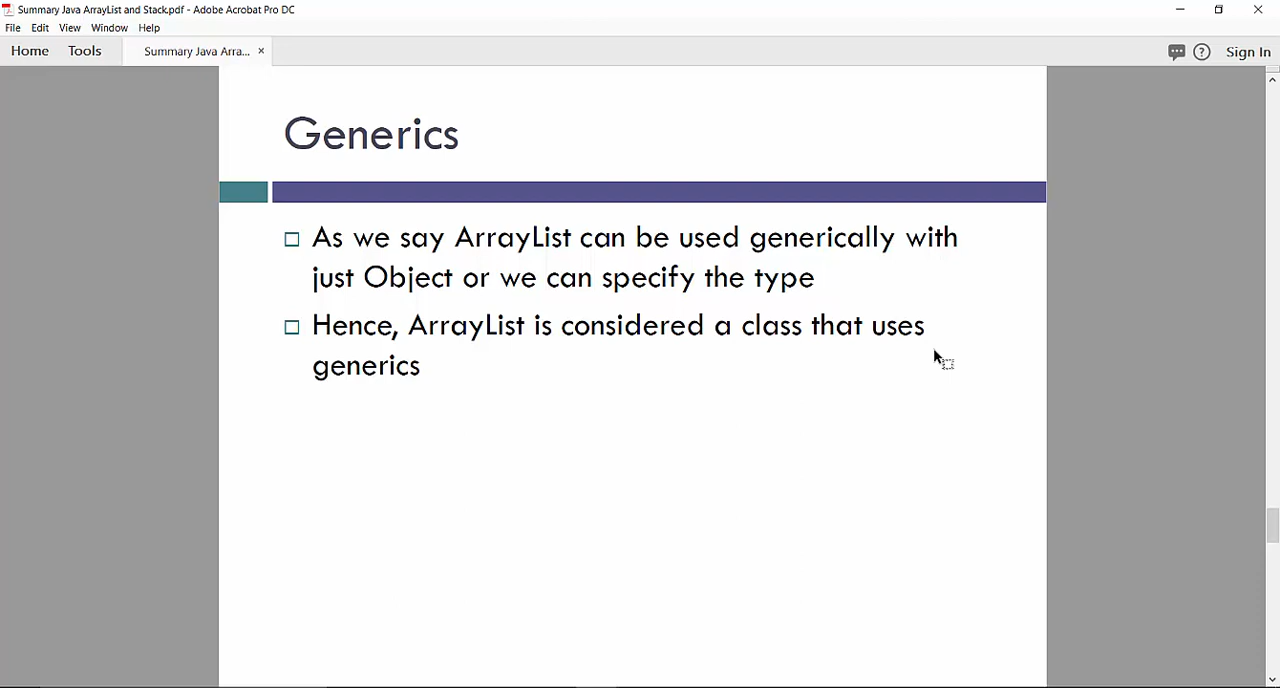 Summary Java ArrayList and Stack.pdf - Adobe Acrobat Pro DC
File Edit View Window Help
Home Tools Summary Java Arra... × Sign In
Generics
As we say ArrayList can be used generically with
just Object or we can specify the type
Hence, ArrayList is considered a class that uses
generics